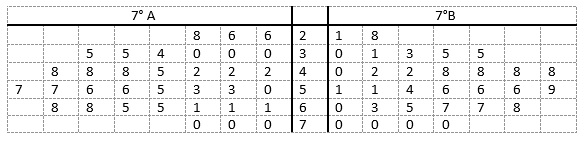 7° A 7°B
8 6 6 2 1 8
5 5 4 0 0 0 3 0 1 3 5 5
8 8 8 5 2 2 2 4 0 2 2 8 8 8 8
7 7 6 6 5 3 3 0 5 1 1 4 6 6 6 9
8 8 5 5 1 1 1 6 0 3 5 7 7 8
0 0 0 7 0 0 0 0